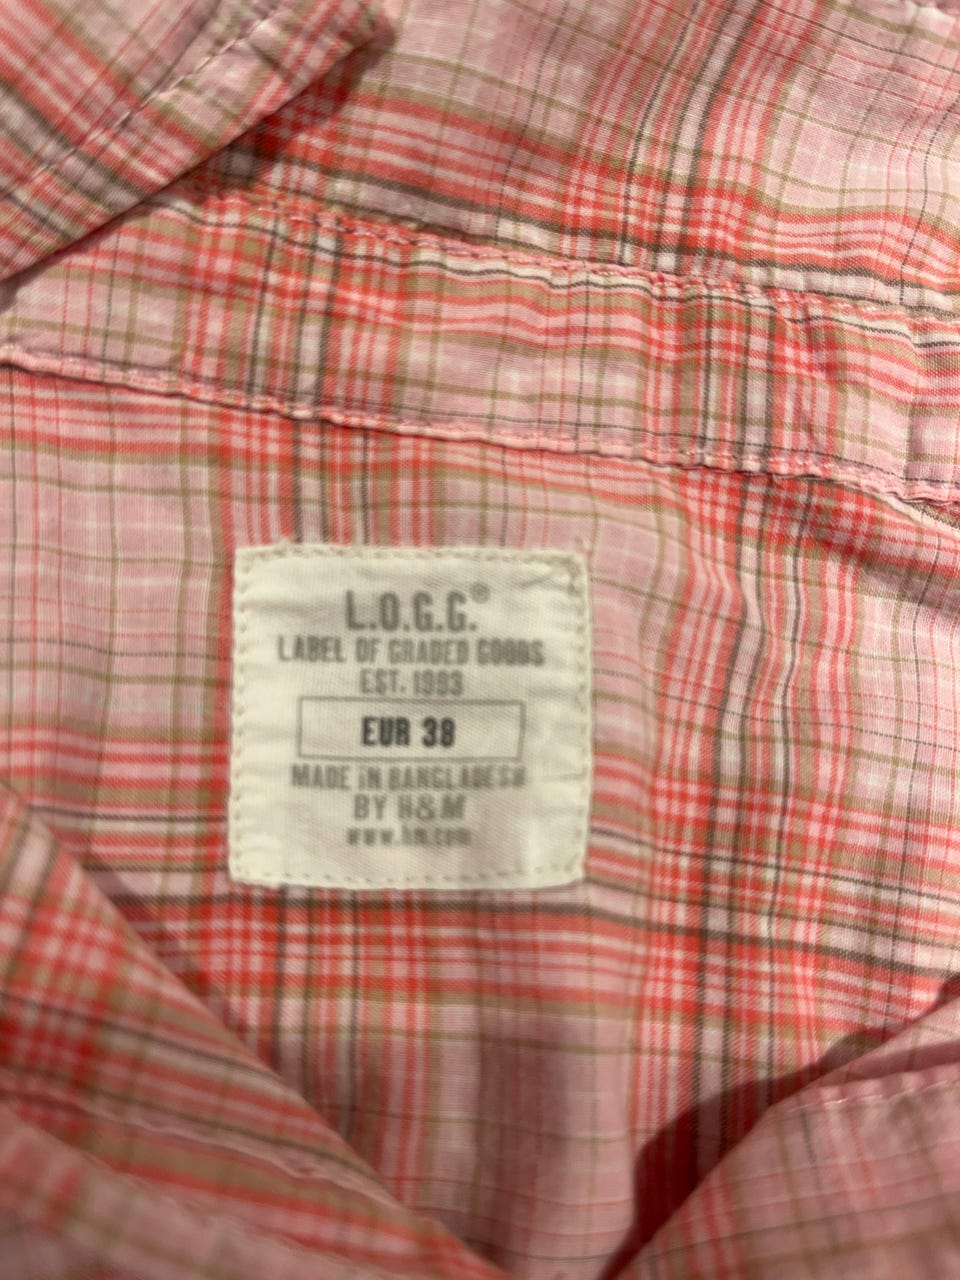 L.O.G.G.®
LABEL OF GRADED GOODS
EST. 1993
EUR 38
MADE IN BANGLADESH
BY H&M
www.hm.com